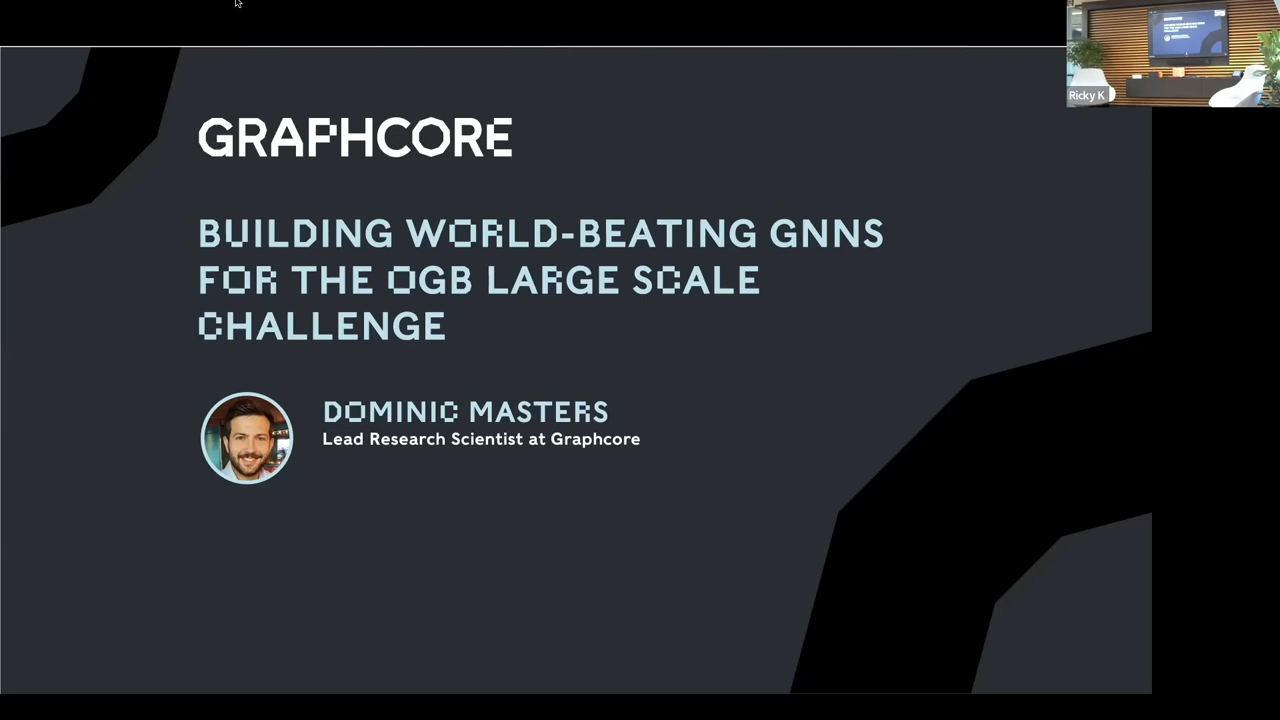 GRAPHCORE
BUILDING WORLD-BEATING GNNS
FOR THE OGB LARGE SCALE
CHALLENGE
DOMINIC MASTERS
Lead Research Scientist at Graphcore
Ricky K